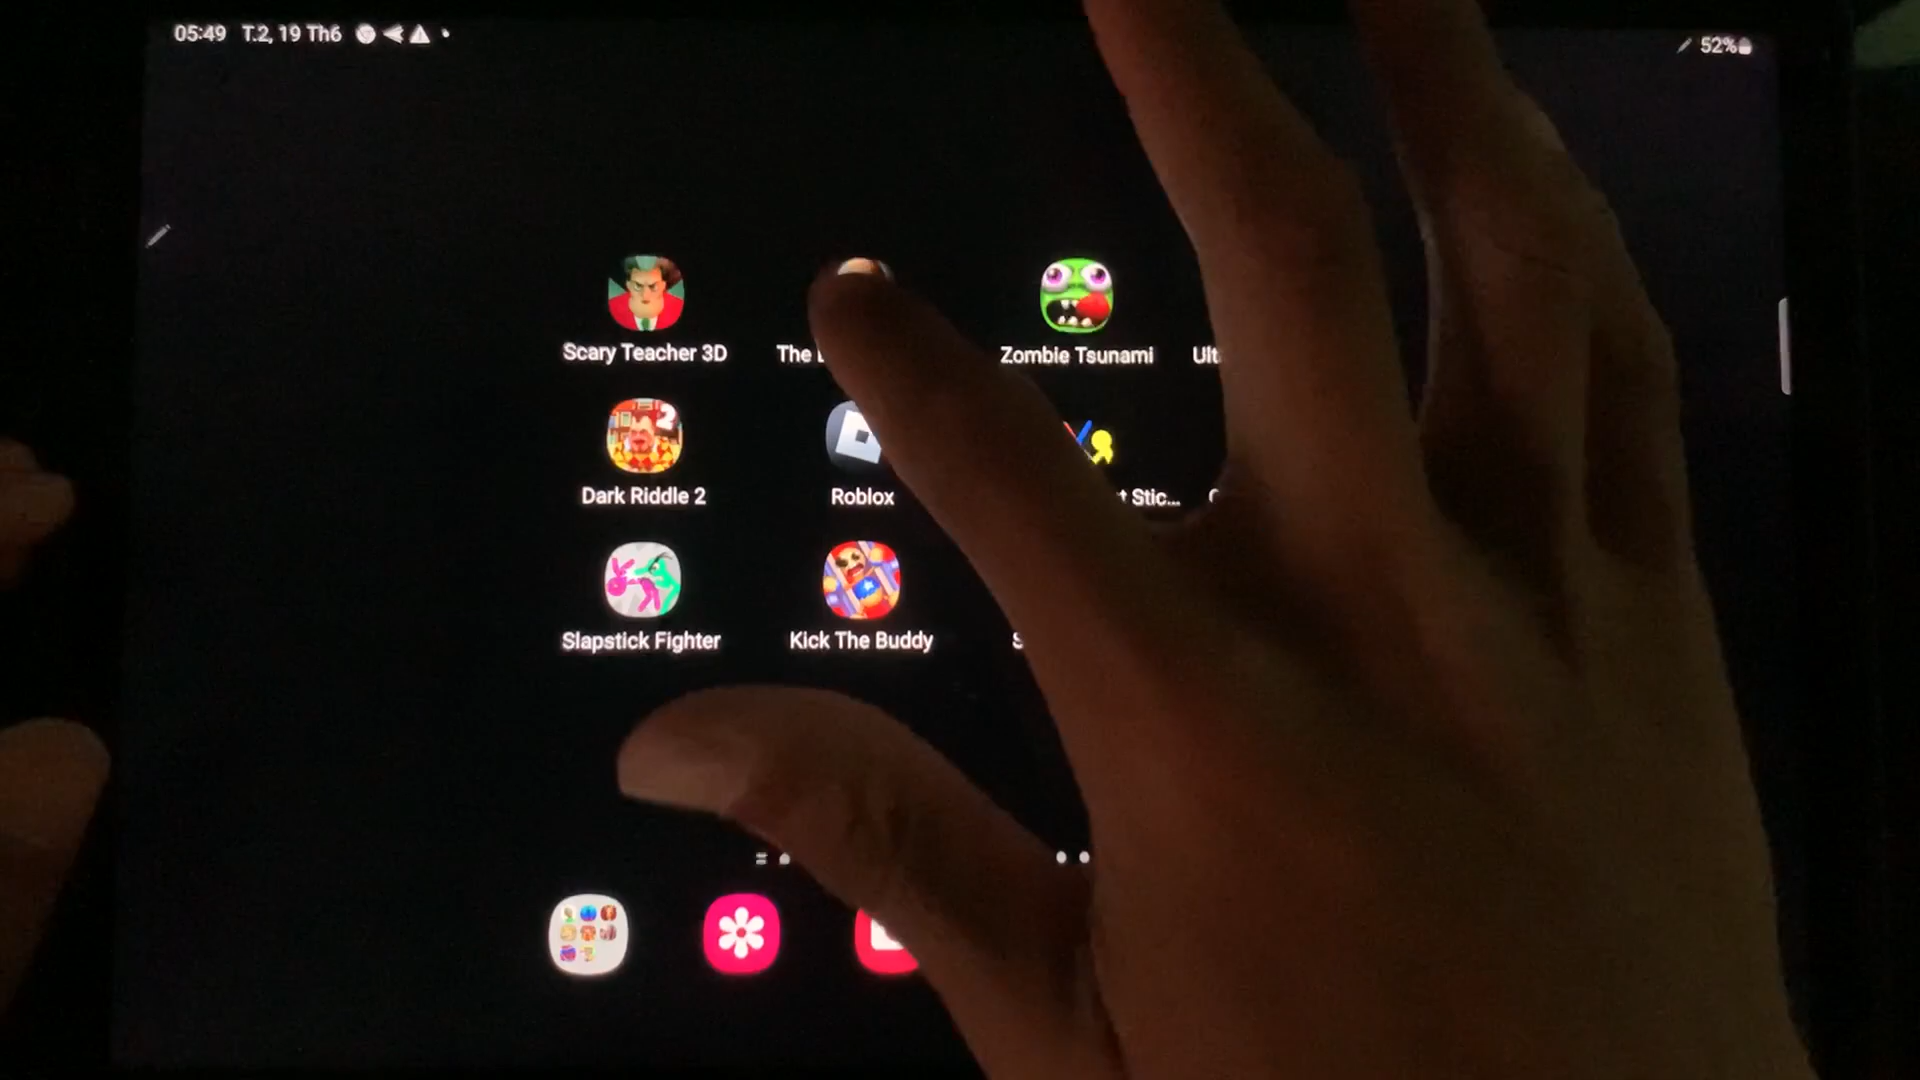 05:49 T.2, 19 Th6
52%
Scary Teacher 3D
The
Zombie Tsunami
Ult
2
Dark Riddle 2
Roblox
Stic...
Slapstick Fighter
Kick The Buddy
S